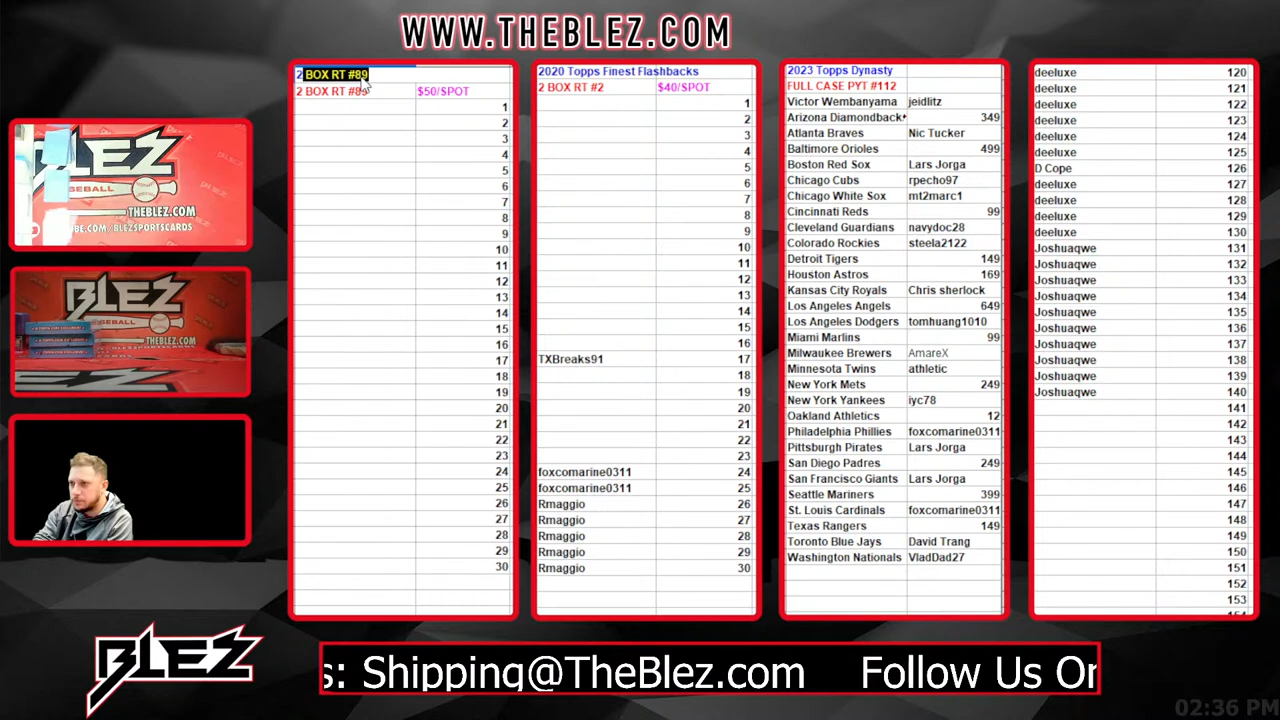 WWW.THEBLEZ.COM
2 BOX RT #89
2 BOX RT #89 $50/SPOT
1
2
3
4
5
6
7
8
9
10
11
12
13
14
15
16
17
18
19
20
21
22
23
24
25
26
27
28
29
30
2020 Topps Finest Flashbacks
2 BOX RT #2 $40/SPOT
1
2
3
4
5
6
7
8
9
10
11
12
13
14
15
16
TXBreaks91 17
18
19
20
21
22
23
foxcomarine0311 24
foxcomarine0311 25
Rmaggio 26
Rmaggio 27
Rmaggio 28
Rmaggio 29
Rmaggio 30
2023 Topps Dynasty
FULL CASE PYT #112
Victor Wembanyama jeidlitz
Arizona Diamondback 349
Atlanta Braves Nic Tucker
Baltimore Orioles 499
Boston Red Sox Lars Jorga
Chicago Cubs rpecho97
Chicago White Sox mt2marc1
Cincinnati Reds 99
Cleveland Guardians navydoc28
Colorado Rockies steela2122
Detroit Tigers 149
Houston Astros 169
Kansas City Royals Chris sherlock
Los Angeles Angels 649
Los Angeles Dodgers tomhuang1010
Miami Marlins 99
Milwaukee Brewers AmareX
Minnesota Twins athletic
New York Mets 249
New York Yankees iyc78
Oakland Athletics 12
Philadelphia Phillies foxcomarine0311
Pittsburgh Pirates Lars Jorga
San Diego Padres 249
San Francisco Giants Lars Jorga
Seattle Mariners 399
St. Louis Cardinals foxcomarine0311
Texas Rangers 149
Toronto Blue Jays David Trang
Washington Nationals VladDad27
deeluxe 120
deeluxe 121
deeluxe 122
deeluxe 123
deeluxe 124
deeluxe 125
D Cope 126
deeluxe 127
deeluxe 128
deeluxe 129
deeluxe 130
Joshuaqwe 131
Joshuaqwe 132
Joshuaqwe 133
Joshuaqwe 134
Joshuaqwe 135
Joshuaqwe 136
Joshuaqwe 137
Joshuaqwe 138
Joshuaqwe 139
Joshuaqwe 140
141
142
143
144
145
146
147
148
149
150
151
152
153
BLEZ
SEBALL
THEBLEZ.COM
BE.COM/BLEZSPORTSCARDS
BLEZ
THEBLEZ.COM
BLEZ
s: Shipping@TheBlez.com Follow Us Or
02:36 PM